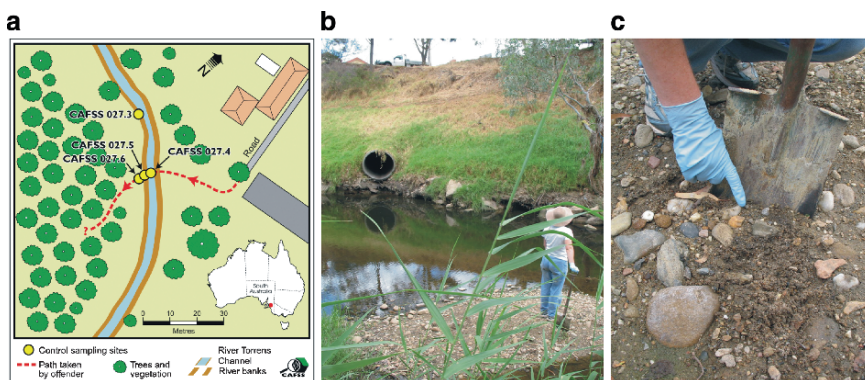 a
b
c
N
CAFSS 027.3
CAFSS 027.5
CAFSS 027.6
CAFSS 027.4
Road
South
Australia
0 10 20 30
Metres
Control sampling sites
Path taken
by offender
Trees and
vegetation
River Torrens
Channel
River banks
CAFSS
?